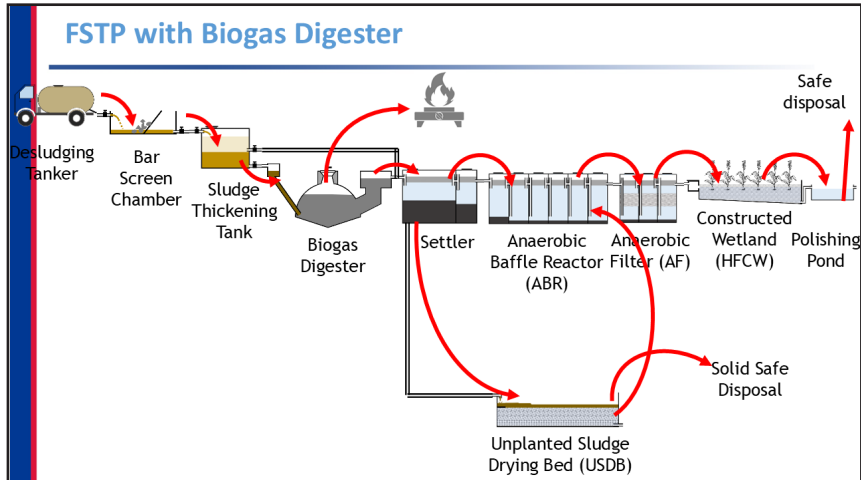 FSTP with Biogas Digester
Safe
disposal
Desludging
Tanker
Bar
Screen
Chamber
Sludge
Thickening
Tank
Biogas
Digester
Settler
Anaerobic
Baffle Reactor
(ABR)
Anaerobic
Filter (AF)
Constructed
Wetland
(HFCW)
Polishing
Pond
Solid Safe
Disposal
Unplanted Sludge
Drying Bed (USDB)